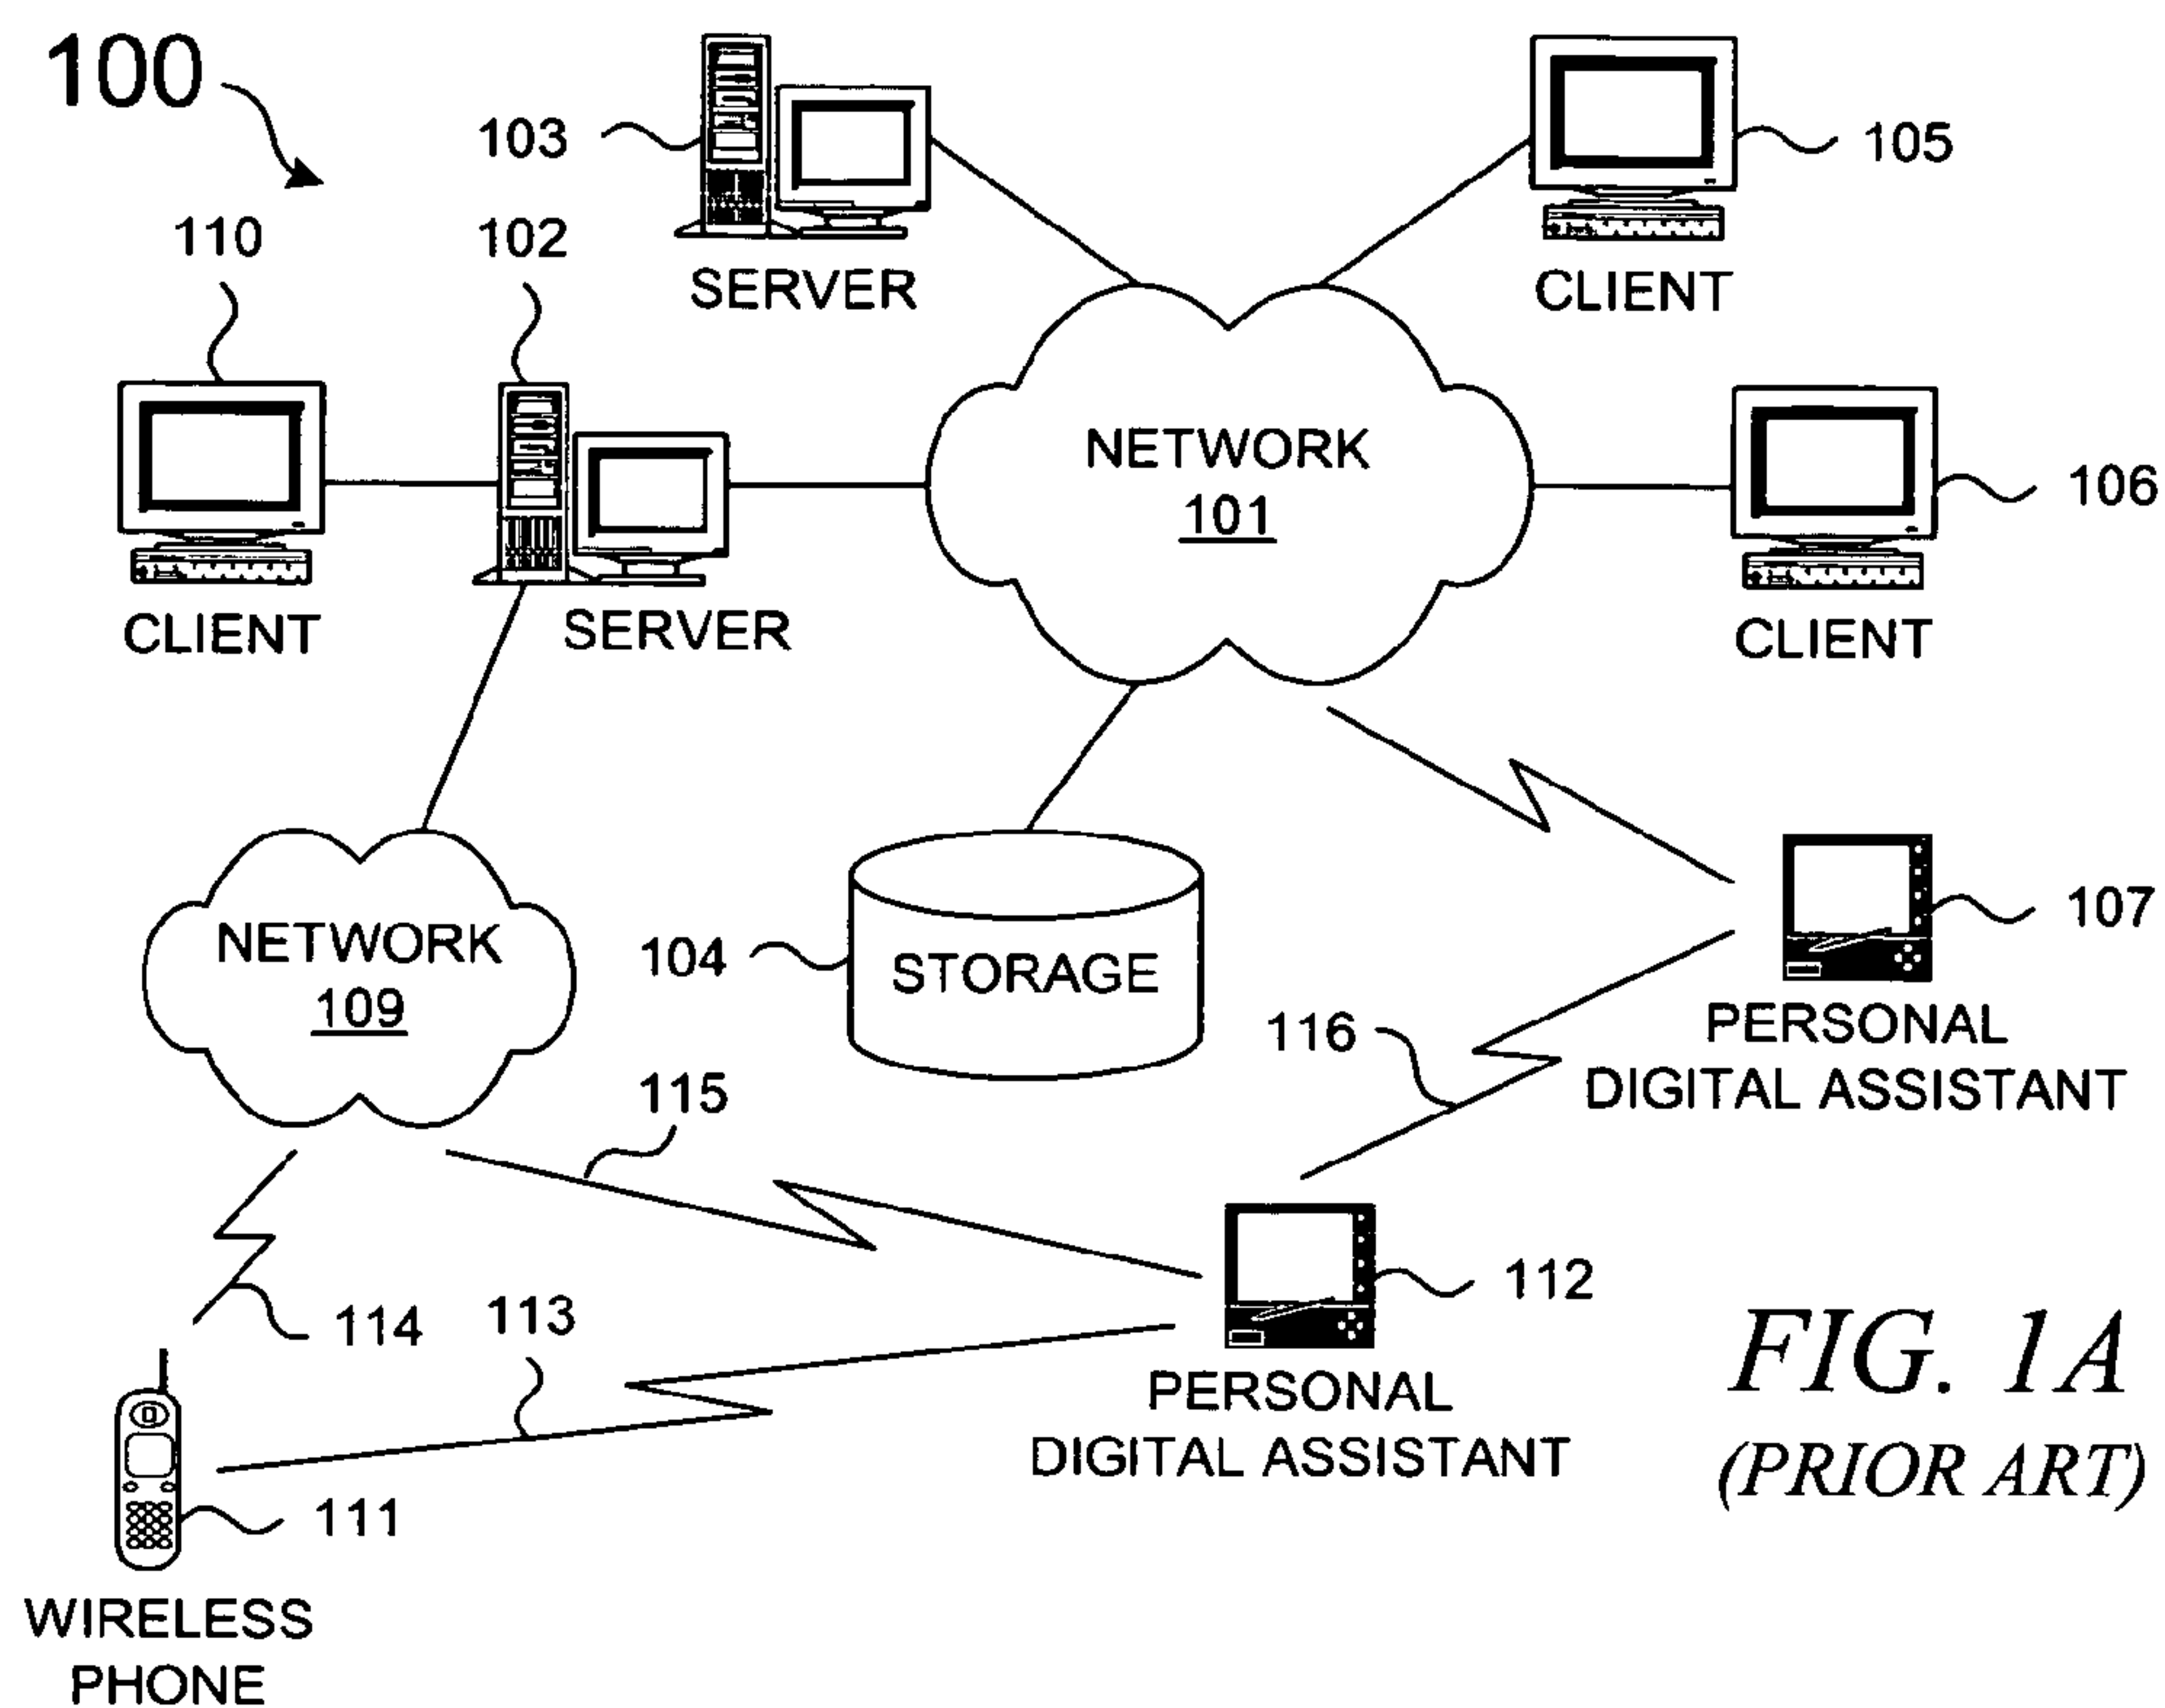 100
103
105
110
102
SERVER
CLIENT
NETWORK
101
106
CLIENT
SERVER
CLIENT
NETWORK
109
104
STORAGE
107
116
PERSONAL
DIGITAL ASSISTANT
115
112
114
113
PERSONAL
DIGITAL ASSISTANT
111
WIRELESS
PHONE
FIG. 1A
(PRIOR ART)